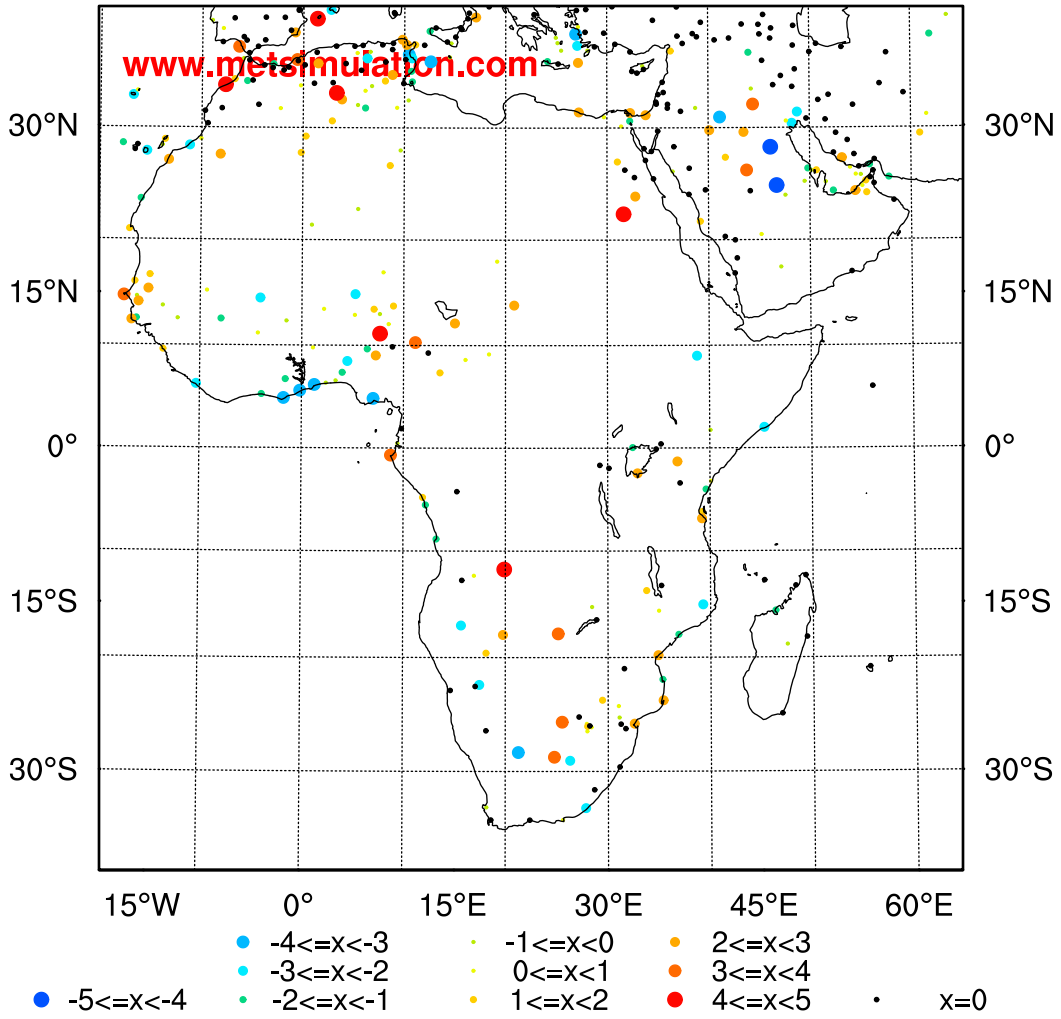 www.metsimulation.com
30°N 30°N
15°N 15°N
0° 0°
15°S 15°S
30°S 30°S
15°W 0° 15°E 30°E 45°E 60°E
-4<=x<-3 -1<=x<0 2<=x<3
-3<=x<-2 0<=x<1 3<=x<4
-5<=x<-4 -2<=x<-1 1<=x<2 4<=x<5 x=0